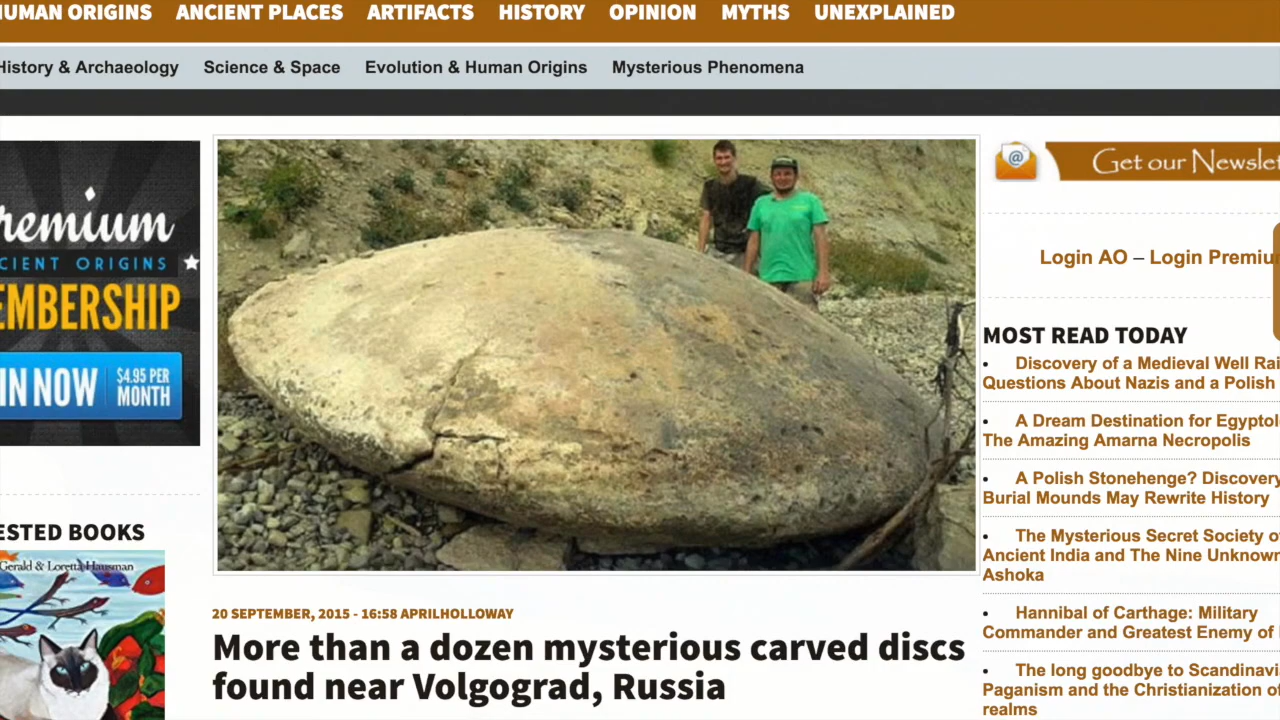 HUMAN ORIGINS ANCIENT PLACES ARTIFACTS HISTORY OPINION MYTHS UNEXPLAINED
History & Archaeology Science & Space Evolution & Human Origins Mysterious Phenomena
remium
CIENT ORIGINS
EMBERSHIP
IN NOW $4.95 PER
MONTH
ESTED BOOKS
Gerald & Loretta Hausman
20 SEPTEMBER, 2015 - 16:58 APRILHOLLOWAY
More than a dozen mysterious carved discs
found near Volgograd, Russia
@
Get our Newslet
Login AO – Login Premiu
MOST READ TODAY
• Discovery of a Medieval Well Rai
Questions About Nazis and a Polish
• A Dream Destination for Egyptol
The Amazing Amarna Necropolis
• A Polish Stonehenge? Discovery
Burial Mounds May Rewrite History
• The Mysterious Secret Society of
Ancient India and The Nine Unknown
Ashoka
• Hannibal of Carthage: Military
Commander and Greatest Enemy of
• The long goodbye to Scandinavi
Paganism and the Christianization of
realms